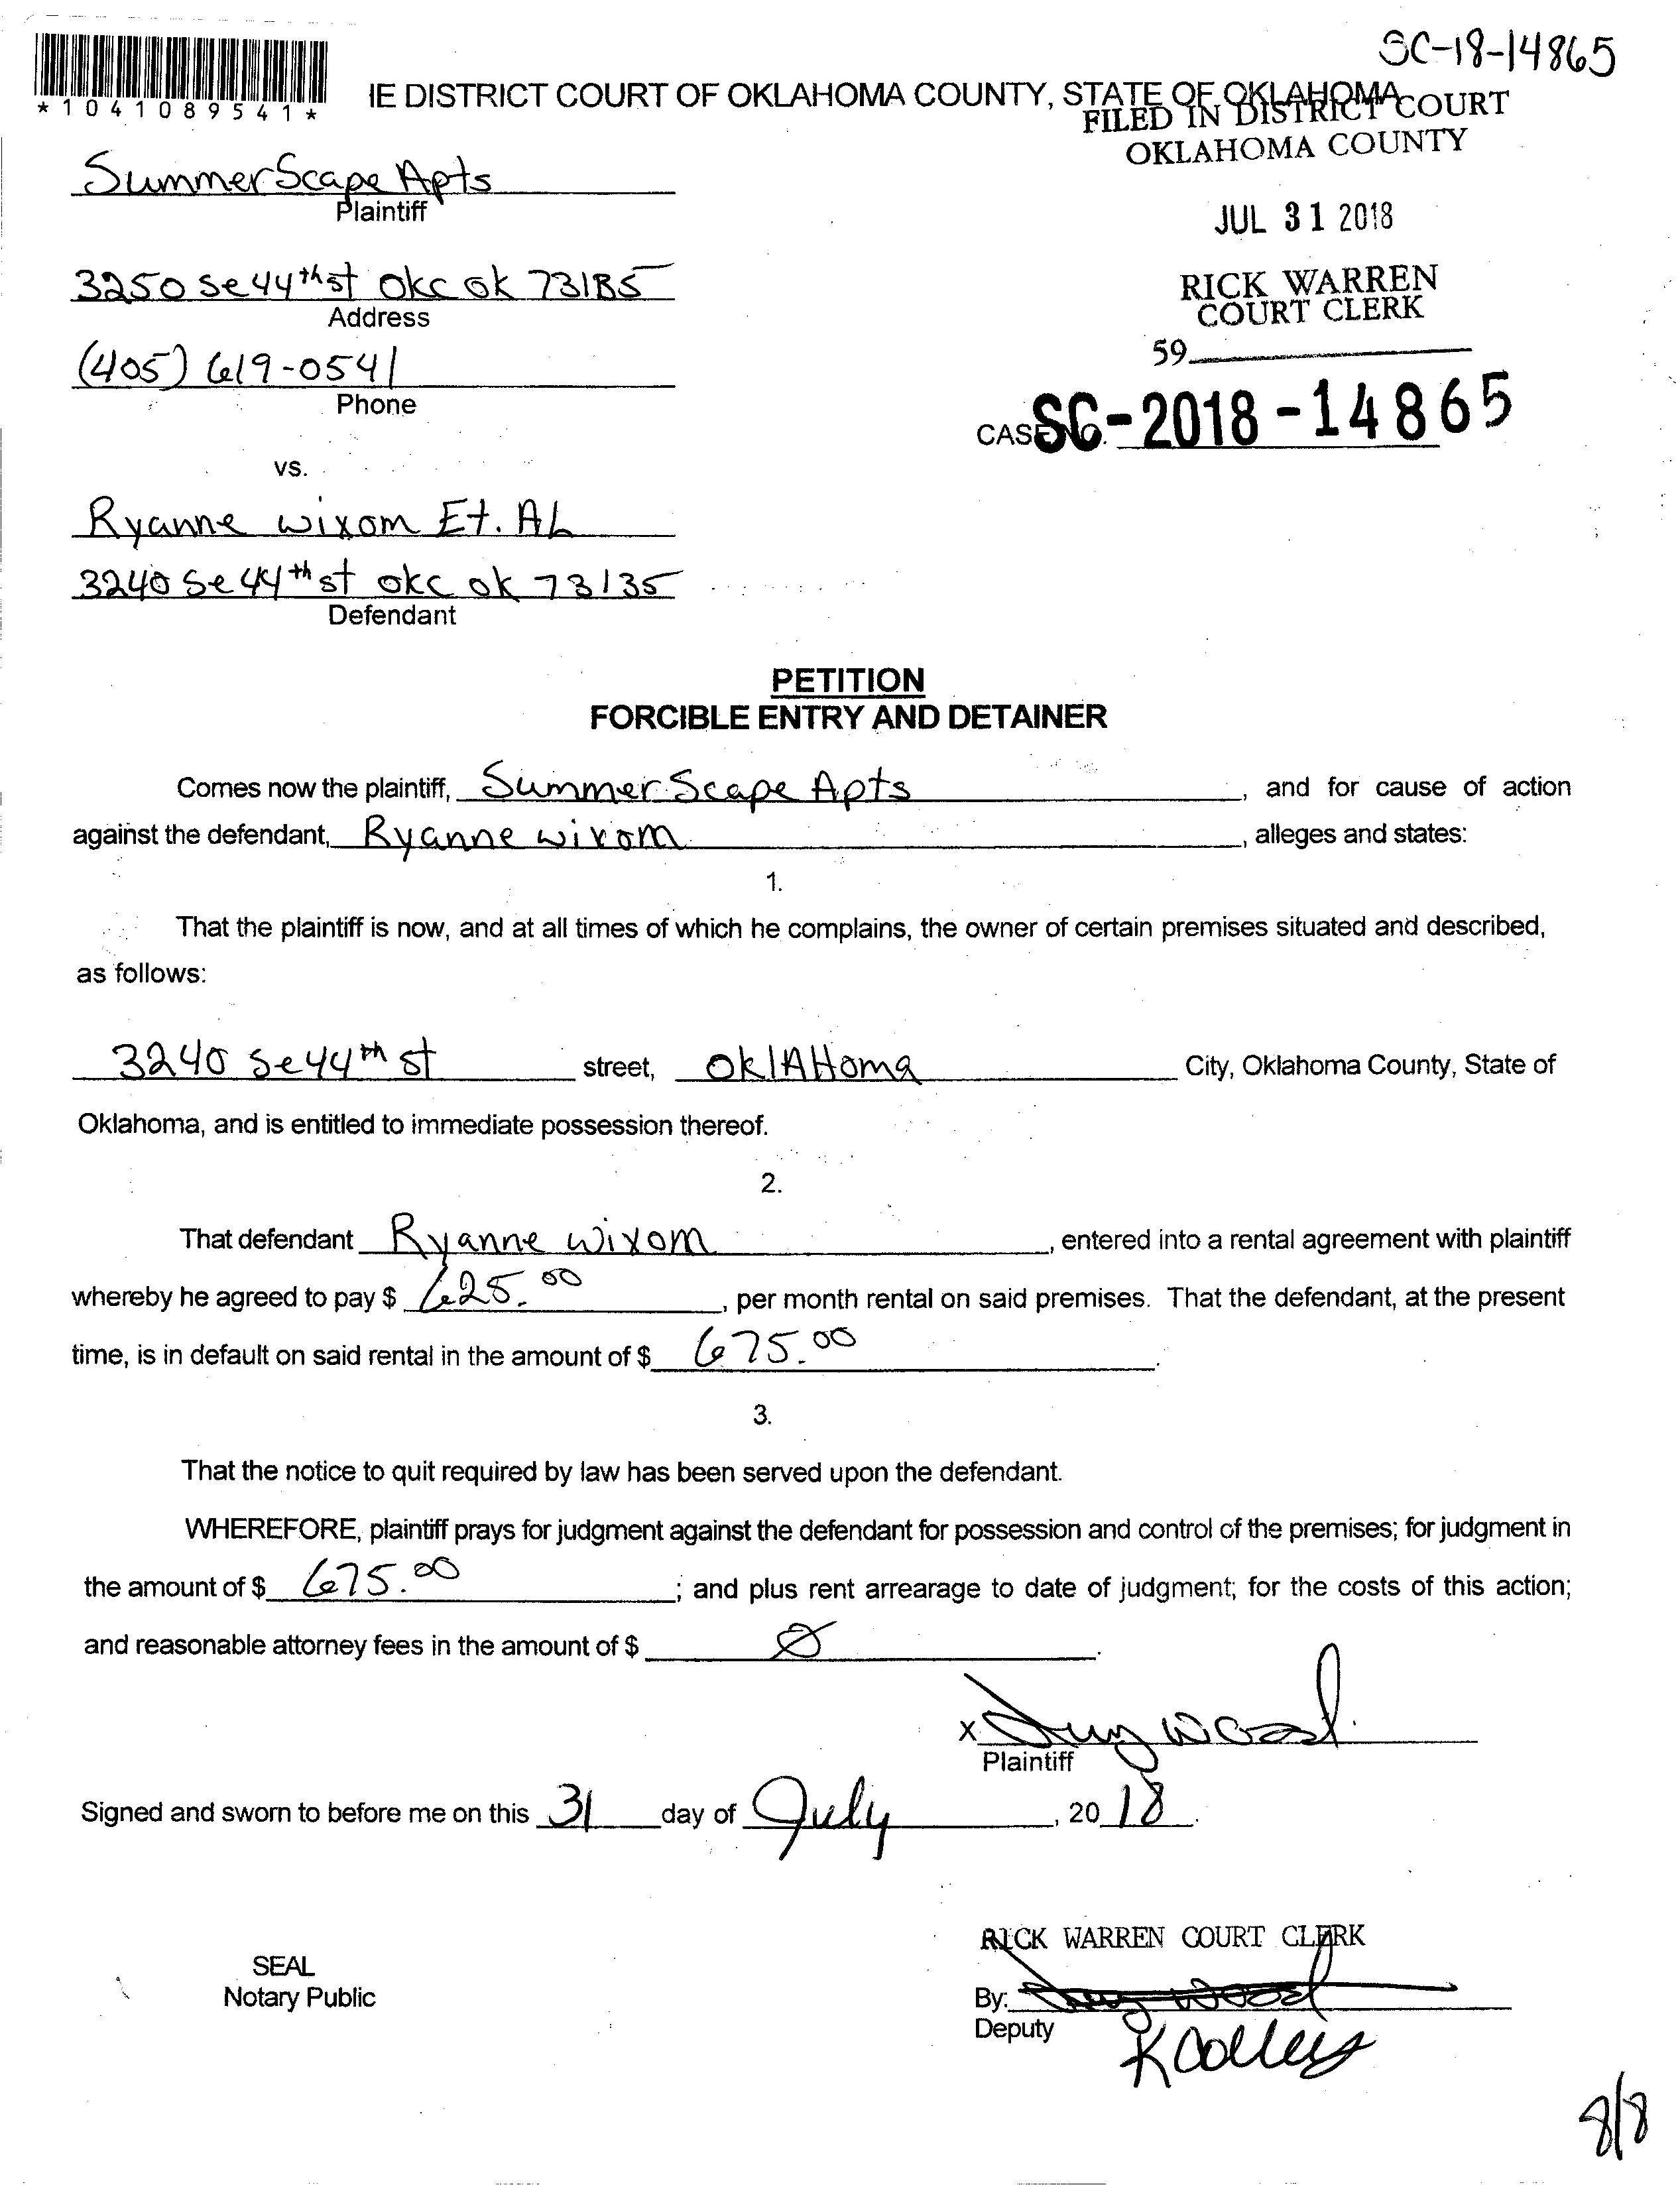 SC-18-14865
*1041089541*
IE DISTRICT COURT OF OKLAHOMA COUNTY, STATE OF OKLAHOMA
FILED IN DISTRICT COURT
OKLAHOMA COUNTY
SummerScape Apts
Plaintiff
JUL 31 2018
3250 Se 44th st okc ok 73135
Address
RICK WARREN
COURT CLERK
(405) 619-0541
Phone
59
CASE NO. SC-2018-14865
vs.
Ryanne wixom Et. AL
3240 Se 44th st okc ok 73135
Defendant
PETITION
FORCIBLE ENTRY AND DETAINER
Comes now the plaintiff, Summer Scape Apts, and for cause of action
against the defendant, Ryanne wixom, alleges and states:
1.
That the plaintiff is now, and at all times of which he complains, the owner of certain premises situated and described,
as follows:
3240 Se 44th st street, OklAHoma City, Oklahoma County, State of
Oklahoma, and is entitled to immediate possession thereof.
2.
That defendant Ryanne wixom, entered into a rental agreement with plaintiff
whereby he agreed to pay $ 625.00, per month rental on said premises. That the defendant, at the present
time, is in default on said rental in the amount of $ 675.00.
3.
That the notice to quit required by law has been served upon the defendant.
WHEREFORE, plaintiff prays for judgment against the defendant for possession and control of the premises; for judgment in
the amount of $ 675.00; and plus rent arrearage to date of judgment; for the costs of this action;
and reasonable attorney fees in the amount of $ Ø.
X wood
Plaintiff
Signed and sworn to before me on this 31 day of July, 2018.
RICK WARREN COURT CLERK
SEAL
Notary Public
By:
Deputy
8/8